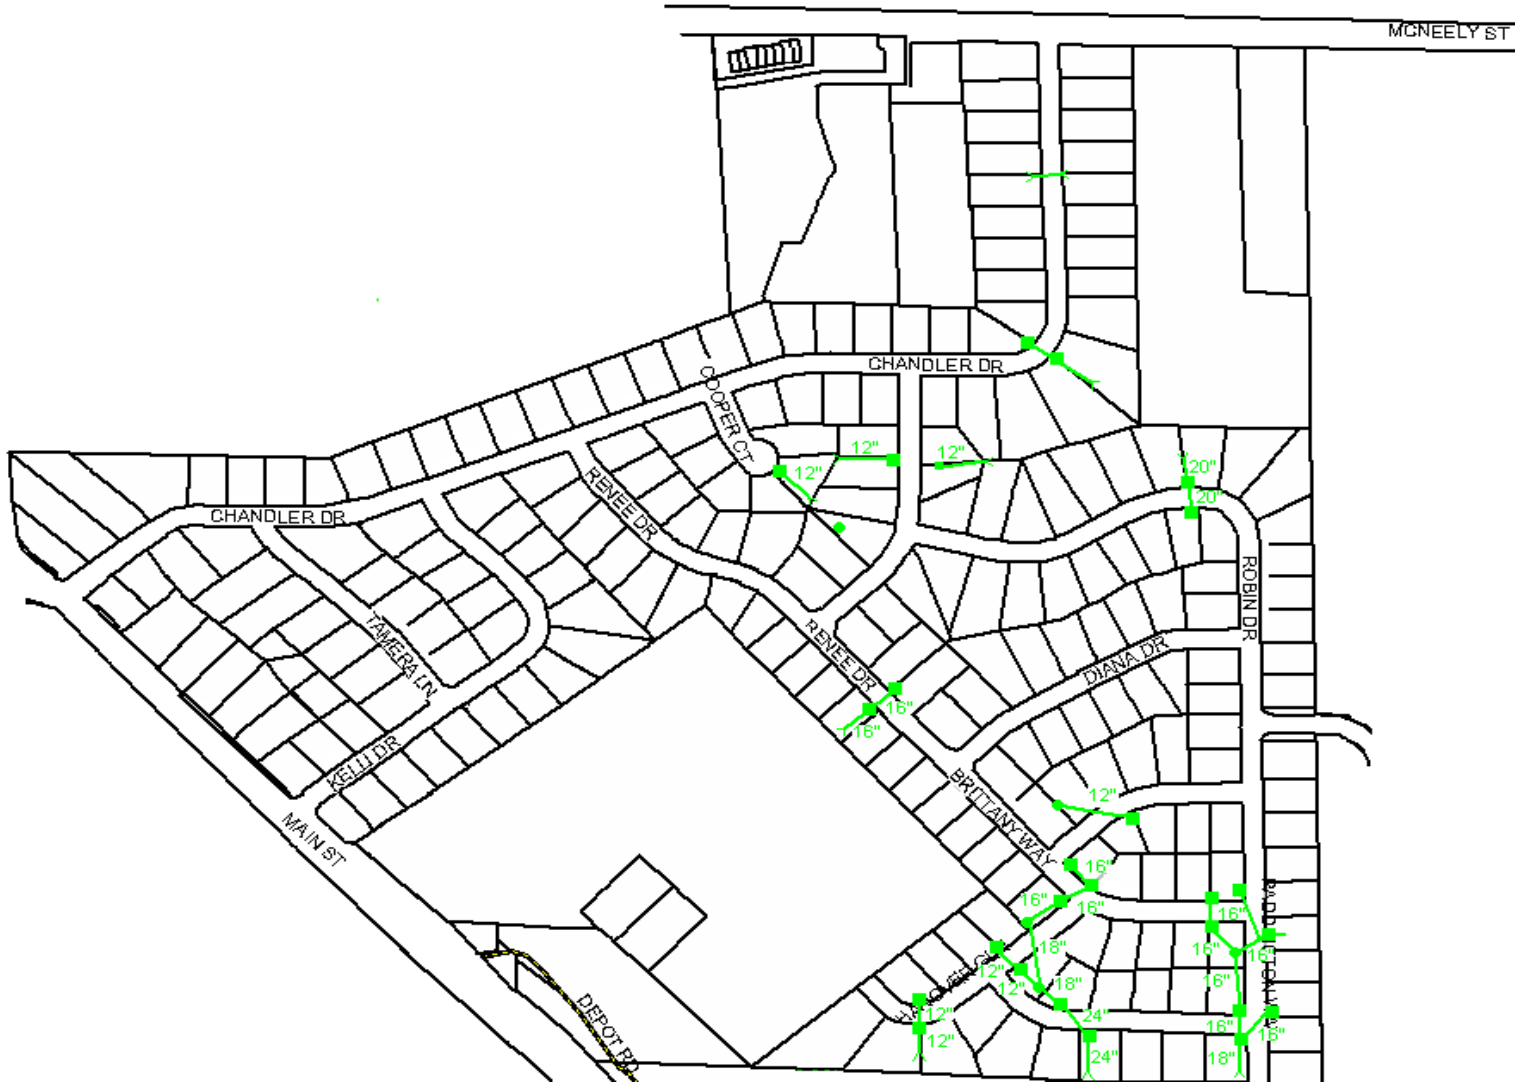 MCNEELY ST
CHANDLER DR
COOPER CT
12"
12"
12"
20"
20"
RENEE DR
CHANDLER DR
ROBIN DR
TAMERA LN
RENEE DR
DIANA DR
16"
16"
KELLI DR
BRITTANY WAY
12"
MAIN ST
16"
16"
16"
16"
18"
16"
16"
12"
12"
18"
16"
DEPOT RD
12"
24"
16"
16"
12"
24"
18"